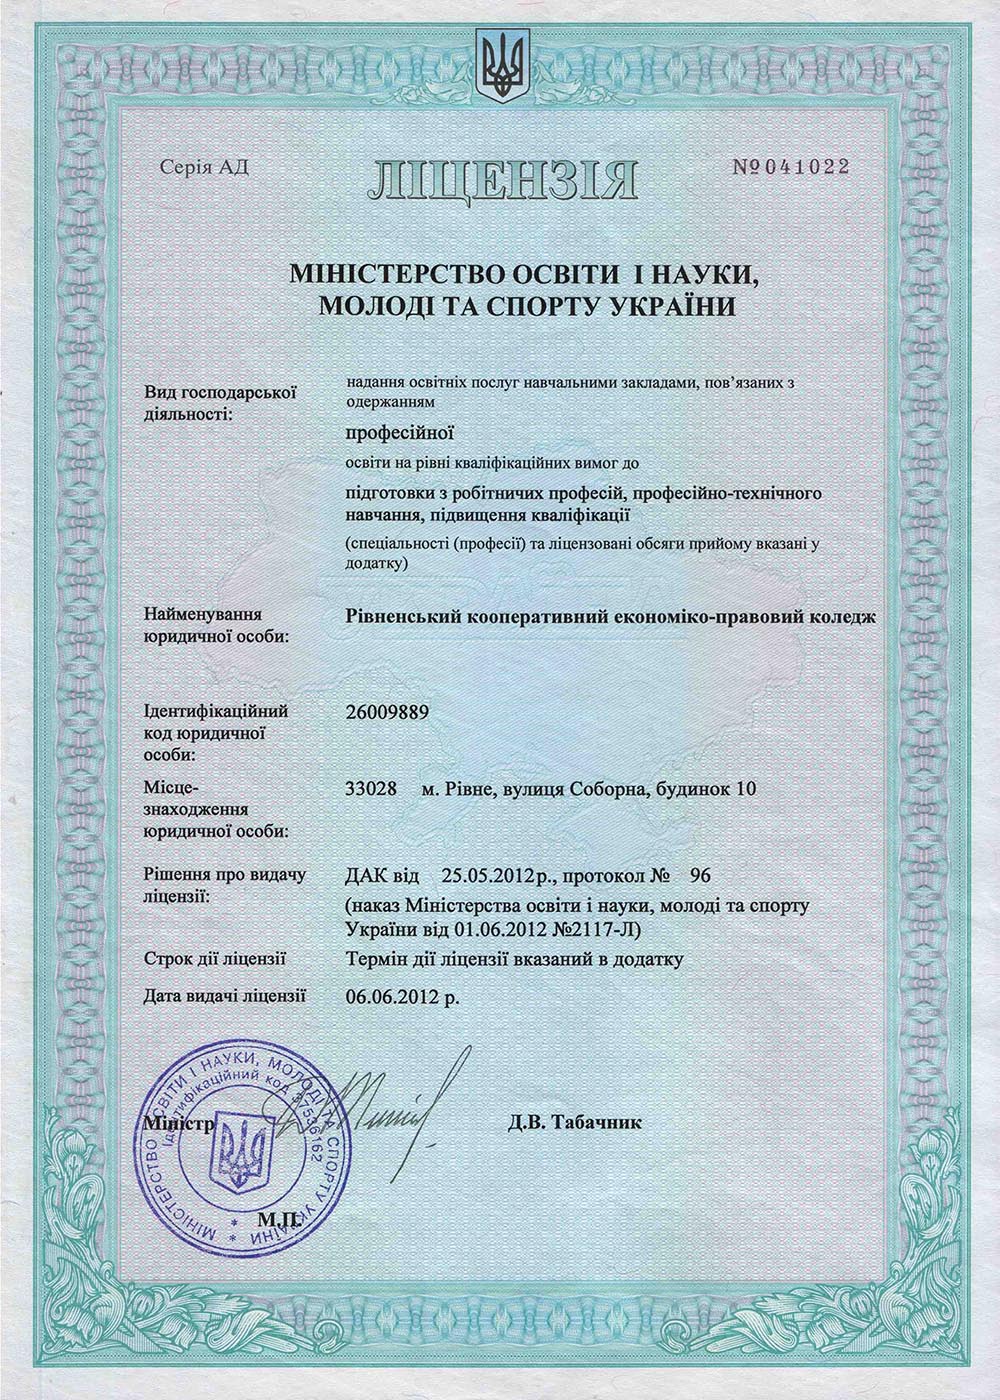 Серія АД
ЛІЦЕНЗІЯ
№041022
МІНІСТЕРСТВО ОСВІТИ І НАУКИ,
МОЛОДІ ТА СПОРТУ УКРАЇНИ
Вид господарської
діяльності:
надання освітніх послуг навчальними закладами, пов’язаних з
одержанням
професійної
освіти на рівні кваліфікаційних вимог до
підготовки з робітничих професій, професійно-технічного
навчання, підвищення кваліфікації
(спеціальності (професії) та ліцензовані обсяги прийому вказані у
додатку)
Найменування
юридичної особи:
Рівненський кооперативний економіко-правовий коледж
Ідентифікаційний
код юридичної
особи:
26009889
Місце-
знаходження
юридичної особи:
33028 м. Рівне, вулиця Соборна, будинок 10
Рішення про видачу
ліцензії:
ДАК від 25.05.2012р., протокол № 96
(наказ Міністерства освіти і науки, молоді та спорту
України від 01.06.2012 №2117-Л)
Строк дії ліцензії
Термін дії ліцензії вказаний в додатку
Дата видачі ліцензії
06.06.2012 р.
Міністр
Д.В. Табачник
М.П.
МІНІСТЕРСТВО ОСВІТИ І НАУКИ, МОЛОДІ ТА СПОРТУ УКРАЇНИ
Ідентифікаційний код 37536162